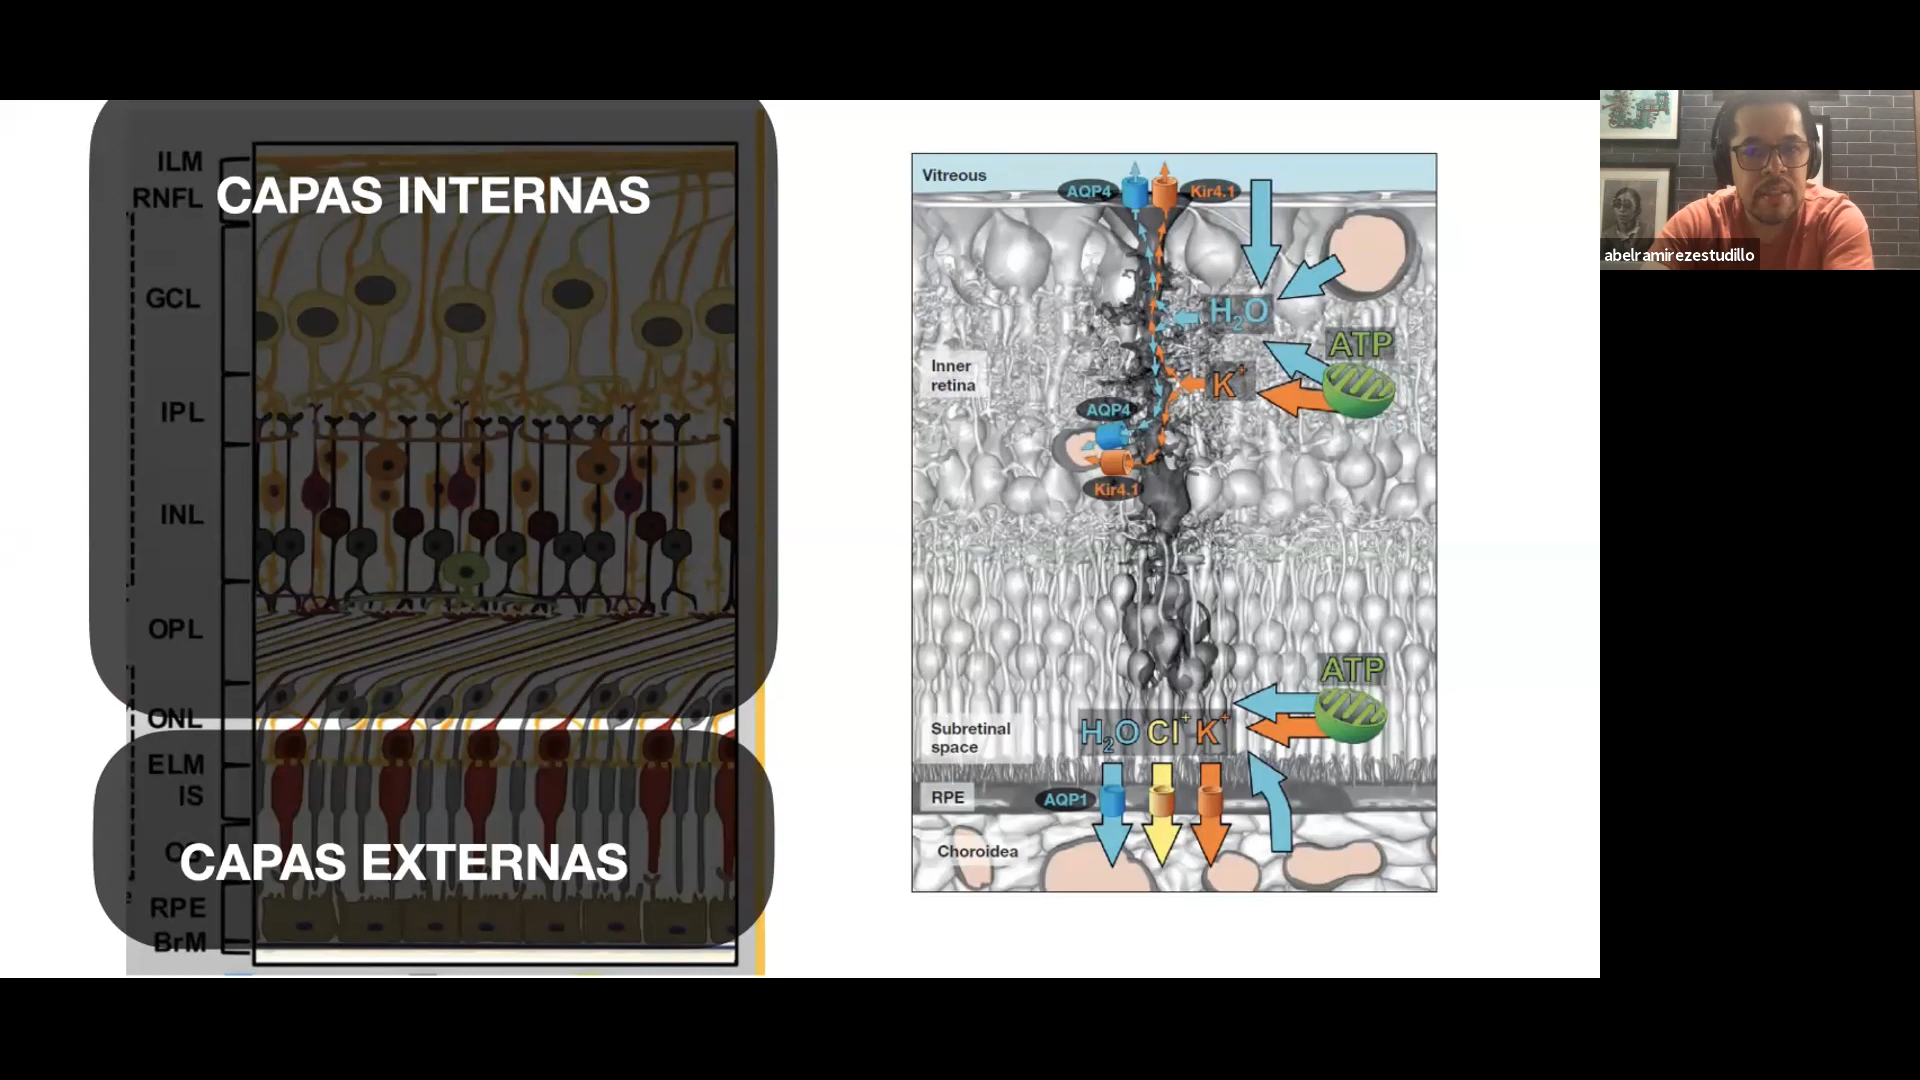 ILM
RNFL
CAPAS INTERNAS
GCL
IPL
INL
OPL
ONL
ELM
IS
CAPAS EXTERNAS
RPE
BrM
Vitreous
AQP4
Kir4.1
H2O
ATP
Inner
retina
K+
AQP4
Kir4.1
ATP
Subretinal
space
H2O Cl+ K+
RPE
AQP1
Choroidea
abelramirezestudillo